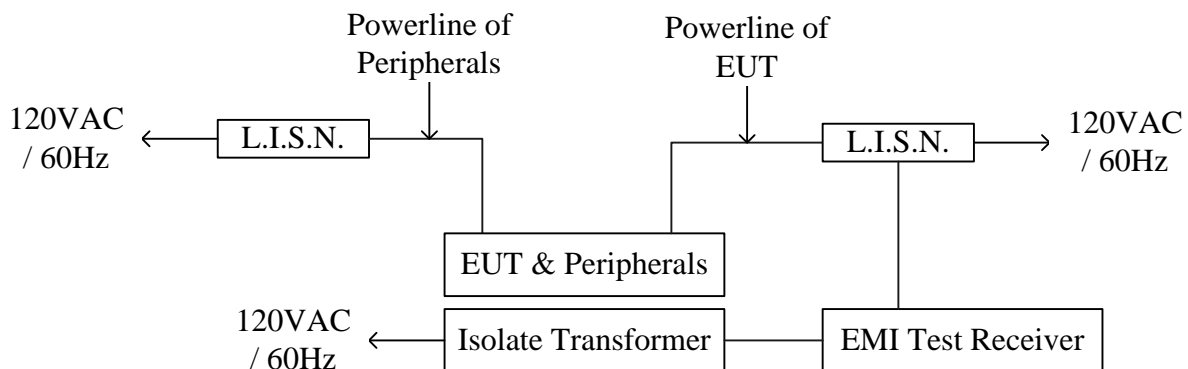 Powerline of
Peripherals
Powerline of
EUT
120VAC
/ 60Hz
L.I.S.N.
L.I.S.N.
120VAC
/ 60Hz
EUT & Peripherals
120VAC
/ 60Hz
Isolate Transformer
EMI Test Receiver